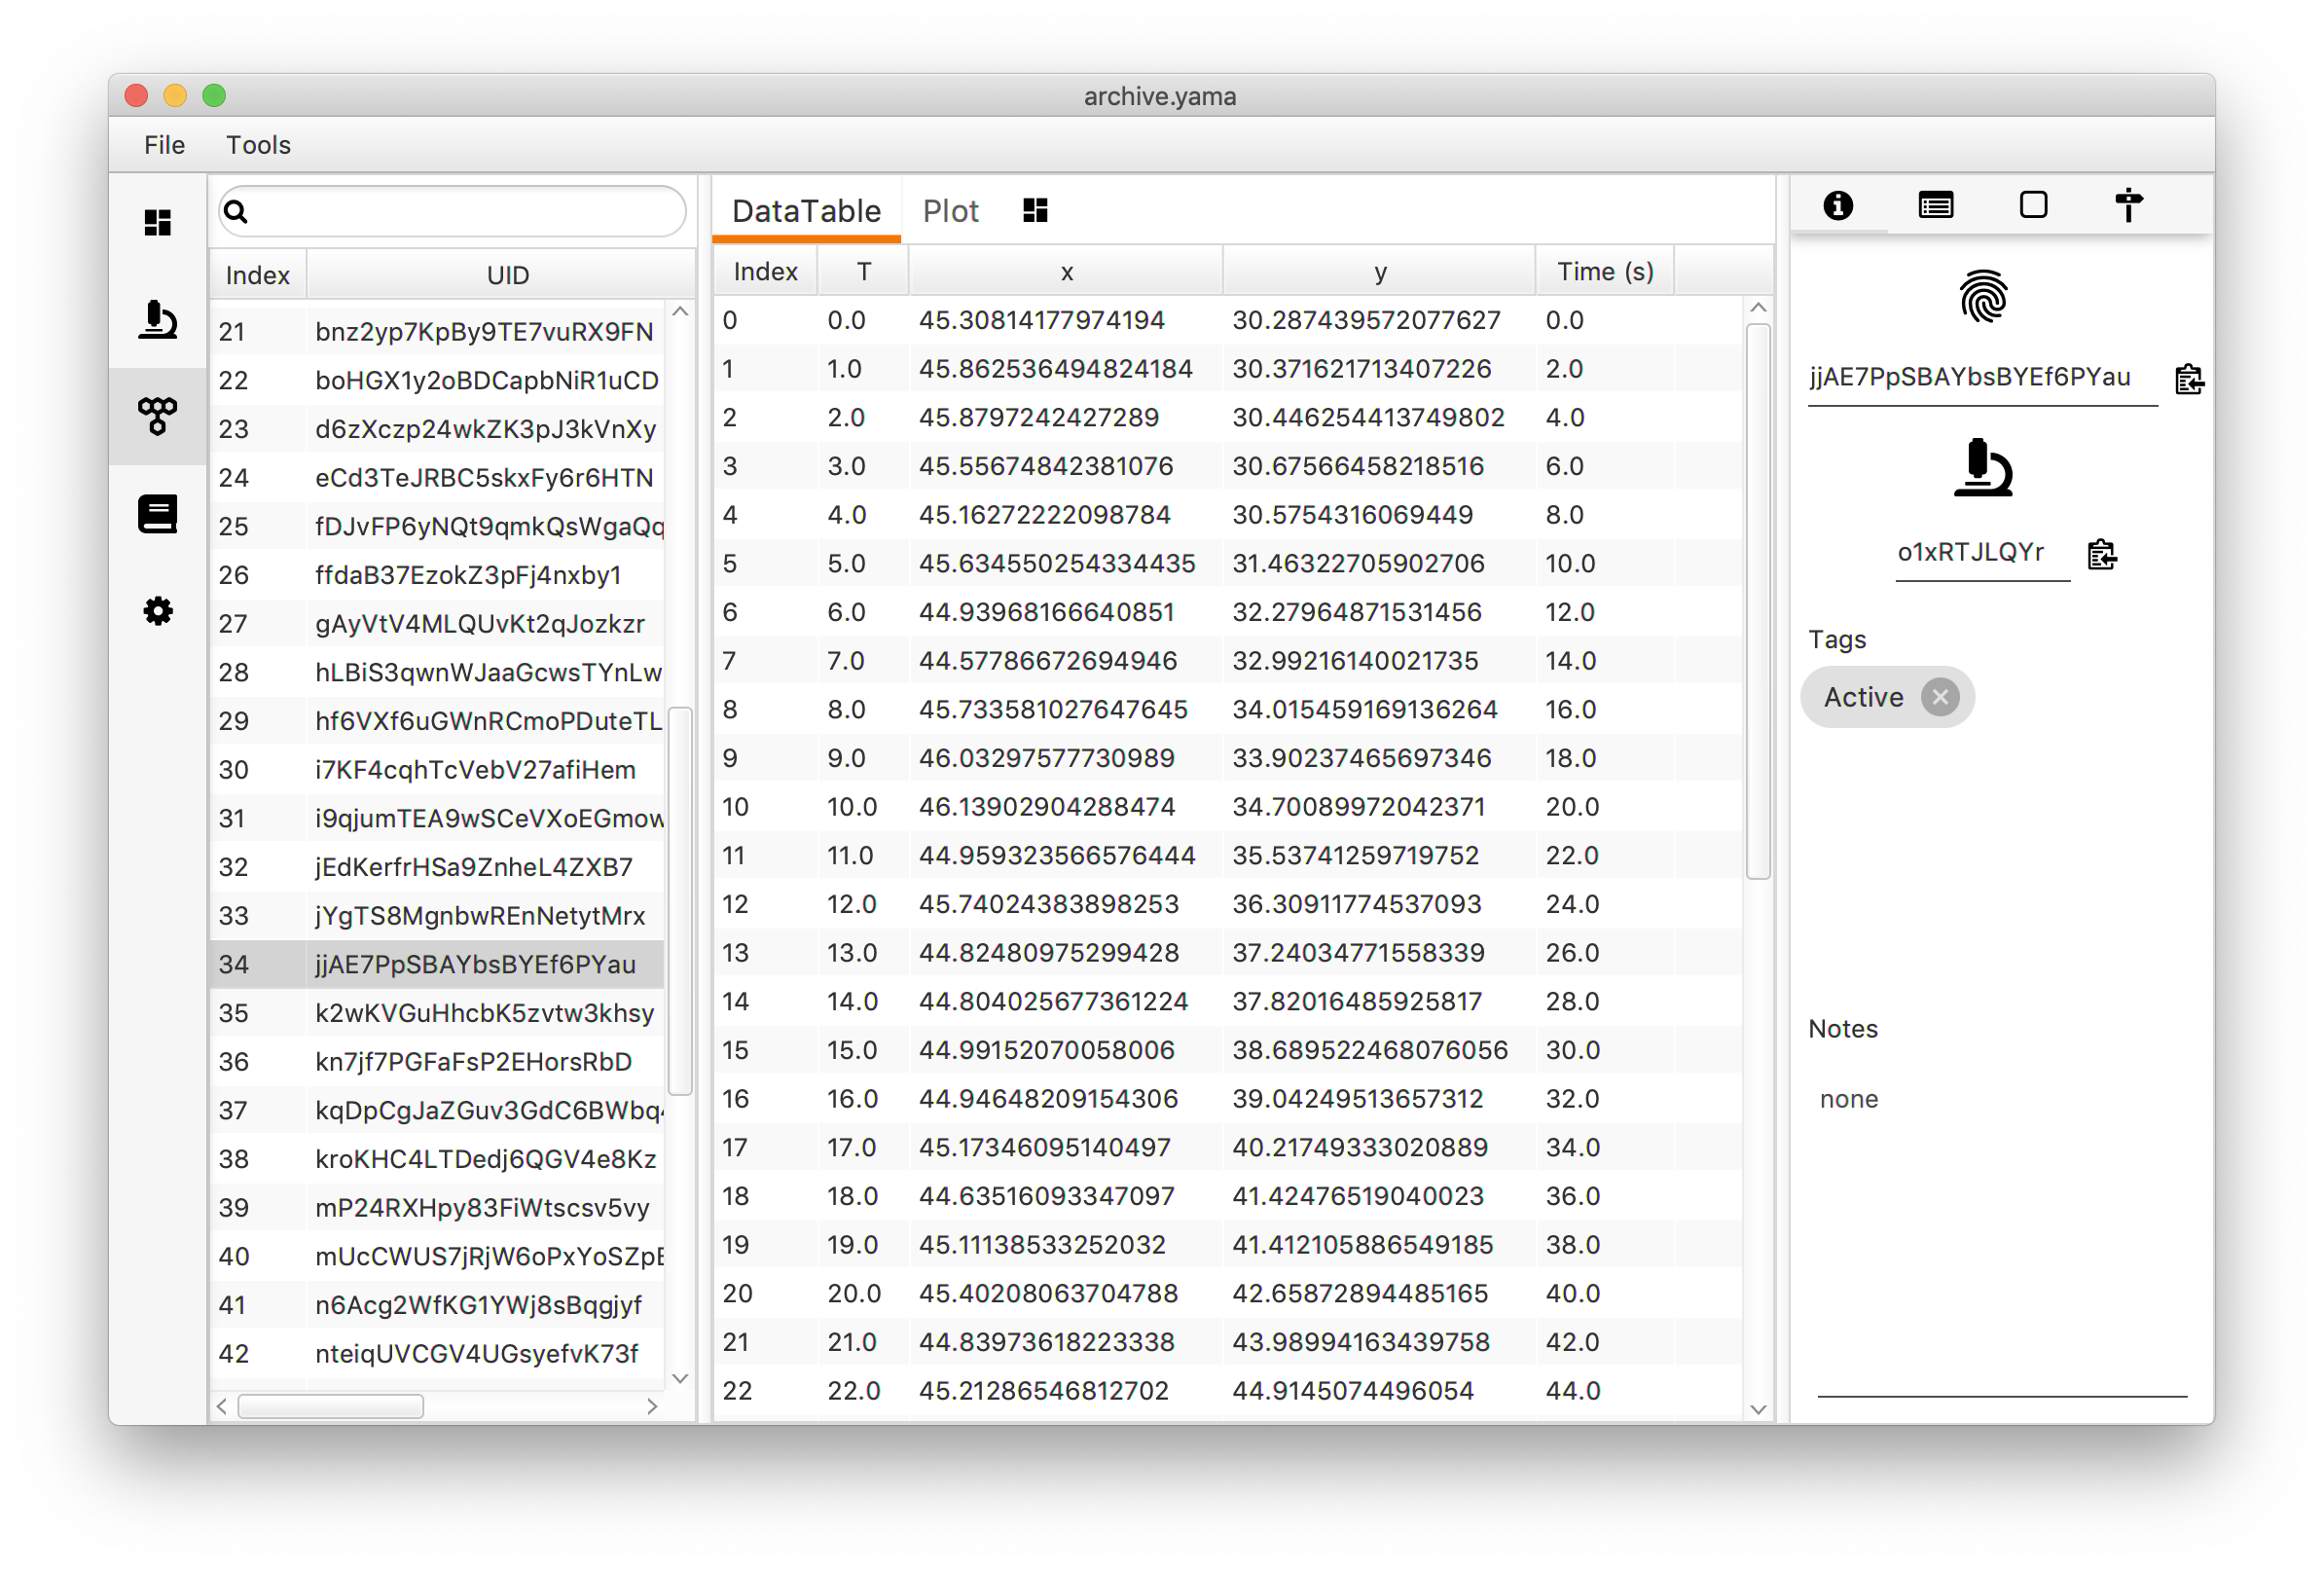 archive.yama
File Tools
Index UID
21 bnz2yp7KpBy9TE7vuRX9FN
22 boHGX1y2oBDCapbNiR1uCD
23 d6zXczp24wkZK3pJ3kVnXy
24 eCd3TeJRBC5skxFy6r6HTN
25 fDJvFP6yNQt9qmkQsWgaQq
26 ffdaB37EzokZ3pFj4nxby1
27 gAyVtV4MLQUvKt2qJozkzr
28 hLBiS3qwnWJaaGcwsTYnLw
29 hf6VXf6uGWnRCmoPDuteTL
30 i7KF4cqhTcVebV27afiHem
31 i9qjumTEA9wSCeVXoEGmow
32 jEdKerfrHSa9ZnheL4ZXB7
33 jYgTS8MgnbwREnNetytMrx
34 jjAE7PpSBAYbsBYEf6PYau
35 k2wKVGuHhcbK5zvtw3khsy
36 kn7jf7PGFaFsP2EHorsRbD
37 kqDpCgJaZGuv3GdC6BWbq4
38 kroKHC4LTDedj6QGV4e8Kz
39 mP24RXHpy83FiWtscsv5vy
40 mUcCWUS7jRjW6oPxYoSZpE
41 n6Acg2WfKG1YWj8sBqgjyf
42 nteiqUVCGV4UGsyefvK73f
DataTable Plot
Index T x y Time (s)
0 0.0 45.30814177974194 30.287439572077627 0.0
1 1.0 45.862536494824184 30.371621713407226 2.0
2 2.0 45.8797242427289 30.446254413749802 4.0
3 3.0 45.55674842381076 30.67566458218516 6.0
4 4.0 45.16272222098784 30.5754316069449 8.0
5 5.0 45.634550254334435 31.46322705902706 10.0
6 6.0 44.93968166640851 32.27964871531456 12.0
7 7.0 44.57786672694946 32.99216140021735 14.0
8 8.0 45.733581027647645 34.015459169136264 16.0
9 9.0 46.03297577730989 33.90237465697346 18.0
10 10.0 46.13902904288474 34.70089972042371 20.0
11 11.0 44.959323566576444 35.53741259719752 22.0
12 12.0 45.74024383898253 36.30911774537093 24.0
13 13.0 44.82480975299428 37.24034771558339 26.0
14 14.0 44.804025677361224 37.82016485925817 28.0
15 15.0 44.99152070058006 38.689522468076056 30.0
16 16.0 44.94648209154306 39.04249513657312 32.0
17 17.0 45.17346095140497 40.21749333020889 34.0
18 18.0 44.63516093347097 41.42476519040023 36.0
19 19.0 45.11138533252032 41.412105886549185 38.0
20 20.0 45.40208063704788 42.65872894485165 40.0
21 21.0 44.83973618223338 43.98994163439758 42.0
22 22.0 45.21286546812702 44.9145074496054 44.0
jjAE7PpSBAYbsBYEf6PYau
o1xRTJLQYr
Tags
Active
Notes
none